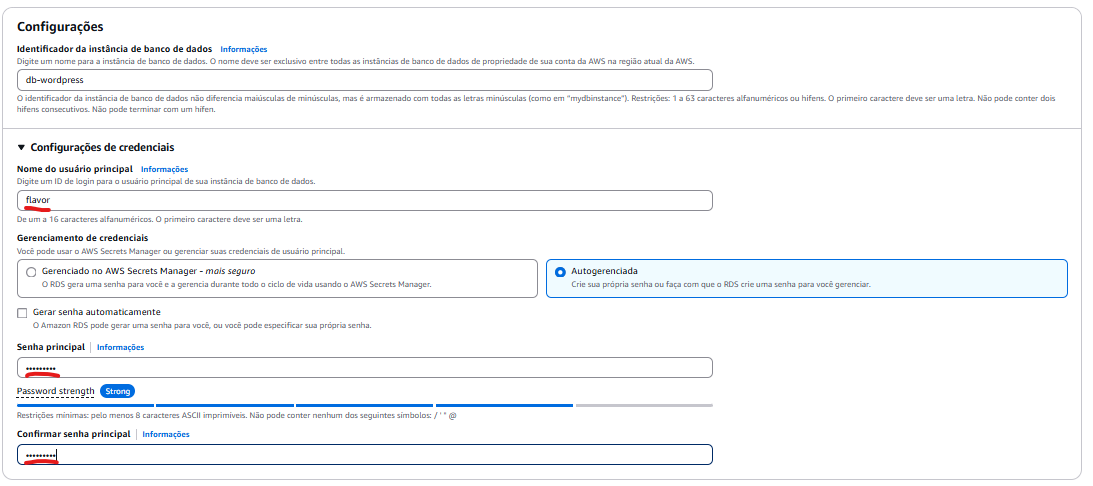 Configurações
Identificador da instância de banco de dados Informações
Digite um nome para a instância de banco de dados. O nome deve ser exclusivo entre todas as instâncias de banco de dados de propriedade de sua conta da AWS na região atual da AWS.
db-wordpress
O identificador da instância de banco de dados não diferencia maiúsculas de minúsculas, mas é armazenado com todas as letras minúsculas (como em "mydbinstance"). Restrições: 1 a 63 caracteres alfanuméricos ou hifens. O primeiro caractere deve ser uma letra. Não pode conter dois
hifens consecutivos. Não pode terminar com um hífen.
Configurações de credenciais
Nome do usuário principal Informações
Digite um ID de login para o usuário principal de sua instância de banco de dados.
flavor
De um a 16 caracteres alfanuméricos. O primeiro caractere deve ser uma letra.
Gerenciamento de credenciais
Você pode usar o AWS Secrets Manager ou gerenciar suas credenciais de usuário principal.
Gerenciado no AWS Secrets Manager - mais seguro
O RDS gera uma senha para você e a gerencia durante todo o ciclo de vida usando o AWS Secrets Manager.
Autogerenciada
Crie sua própria senha ou faça com que o RDS crie uma senha para você gerenciar.
Gerar senha automaticamente
O Amazon RDS pode gerar uma senha para você, ou você pode especificar sua própria senha.
Senha principal Informações
•••••••••
Password strength Strong
Restrições mínimas: pelo menos 8 caracteres ASCII imprimíveis. Não pode conter nenhum dos seguintes símbolos: / ' " @
Confirmar senha principal Informações
•••••••••